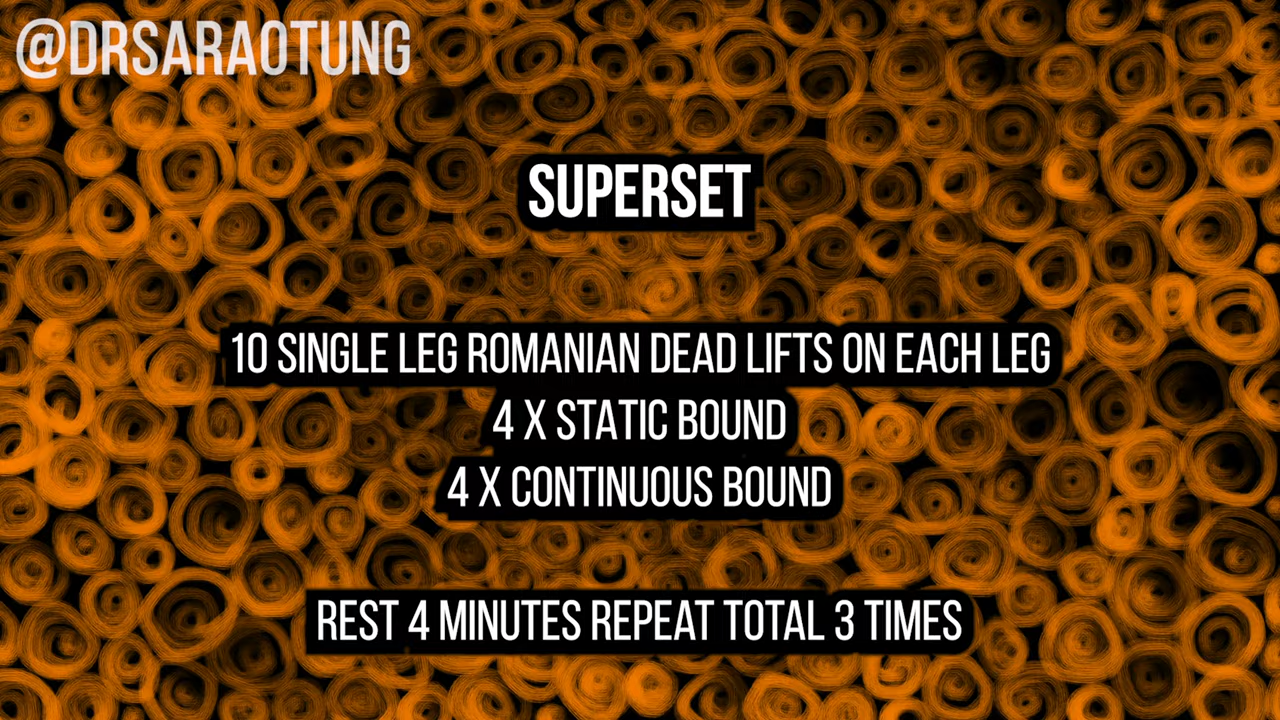 @DRSARAOTUNG
SUPERSET
10 SINGLE LEG ROMANIAN DEAD LIFTS ON EACH LEG
4 X STATIC BOUND
4 X CONTINUOUS BOUND
REST 4 MINUTES REPEAT TOTAL 3 TIMES